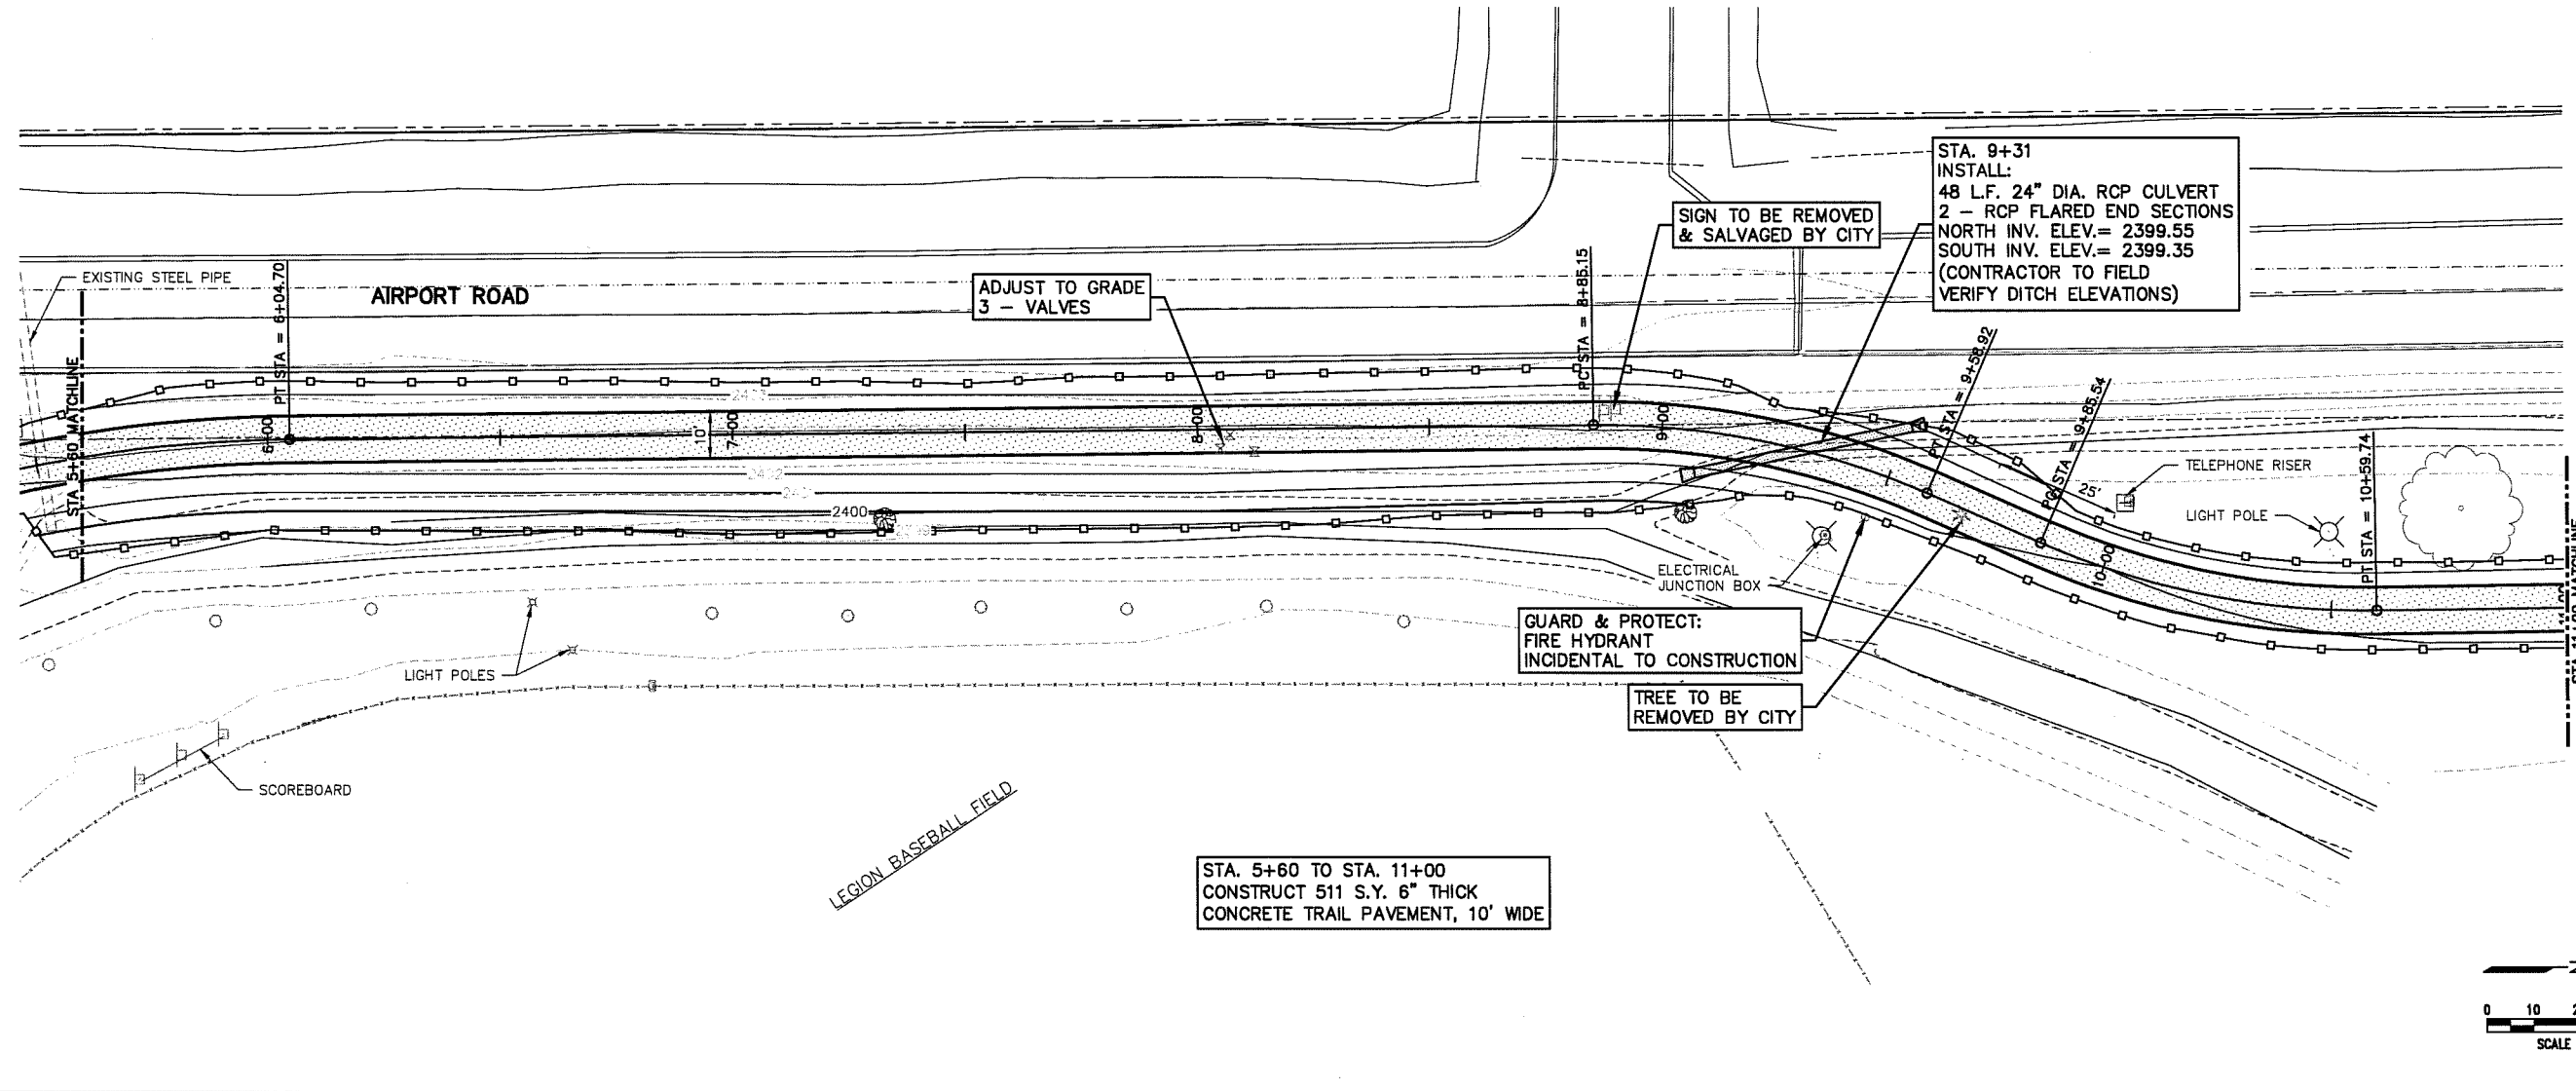 STA. 9+31
INSTALL:
48 L.F. 24" DIA. RCP CULVERT
2 – RCP FLARED END SECTIONS
NORTH INV. ELEV.= 2399.55
SOUTH INV. ELEV.= 2399.35
(CONTRACTOR TO FIELD
VERIFY DITCH ELEVATIONS)
SIGN TO BE REMOVED
& SALVAGED BY CITY
EXISTING STEEL PIPE
AIRPORT ROAD
ADJUST TO GRADE
3 – VALVES
STA 5+60 MATCHLINE
PT STA = 6+04.70
PC STA = 8+85.15
PT STA = 9+58.92
PC STA = 9+85.54
PT STA = 10+59.74
6+00
7+00
8+00
9+00
10+00
11+00
10'
25'
2402
2400
TELEPHONE RISER
LIGHT POLE
ELECTRICAL
JUNCTION BOX
GUARD & PROTECT:
FIRE HYDRANT
INCIDENTAL TO CONSTRUCTION
TREE TO BE
REMOVED BY CITY
LIGHT POLES
SCOREBOARD
LEGION BASEBALL FIELD
STA. 5+60 TO STA. 11+00
CONSTRUCT 511 S.Y. 6" THICK
CONCRETE TRAIL PAVEMENT, 10' WIDE
STA 11+00 MATCHLINE
0 10
SCALE